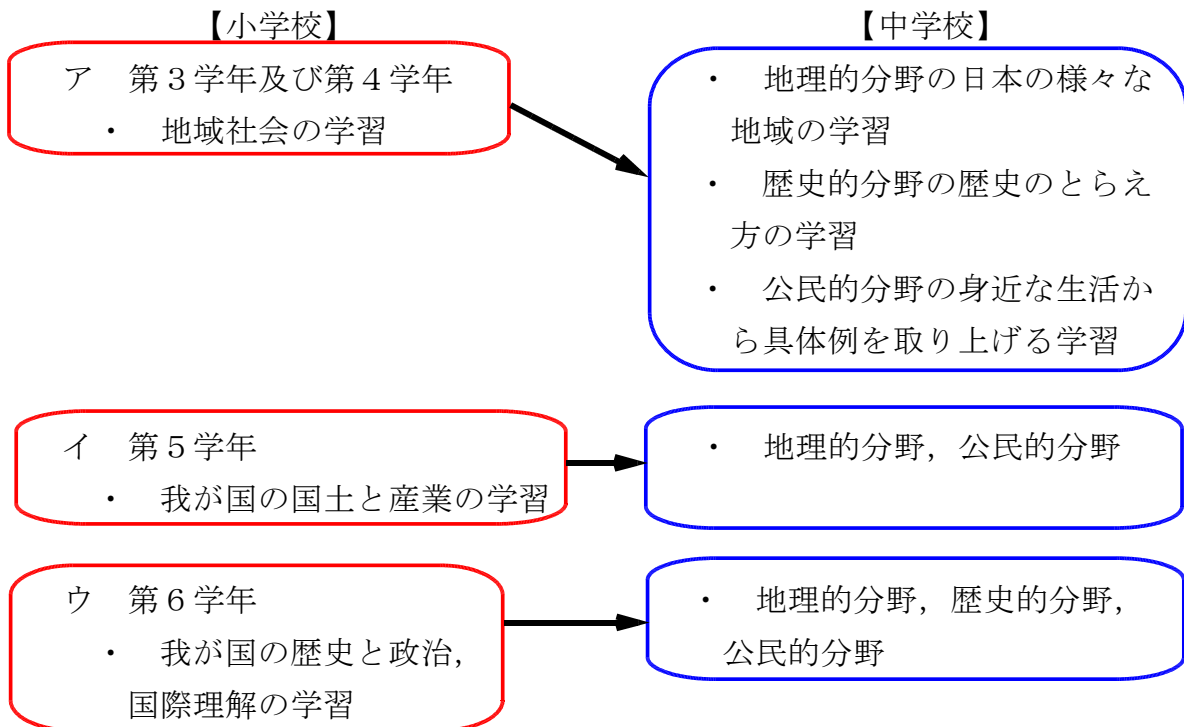 【小学校】
ア　第３学年及び第４学年
・　地域社会の学習
イ　第５学年
・　我が国の国土と産業の学習
ウ　第６学年
・　我が国の歴史と政治，
国際理解の学習
【中学校】
・　地理的分野の日本の様々な
地域の学習
・　歴史的分野の歴史のとらえ
方の学習
・　公民的分野の身近な生活か
ら具体例を取り上げる学習
・　地理的分野，公民的分野
・　地理的分野，歴史的分野，
公民的分野